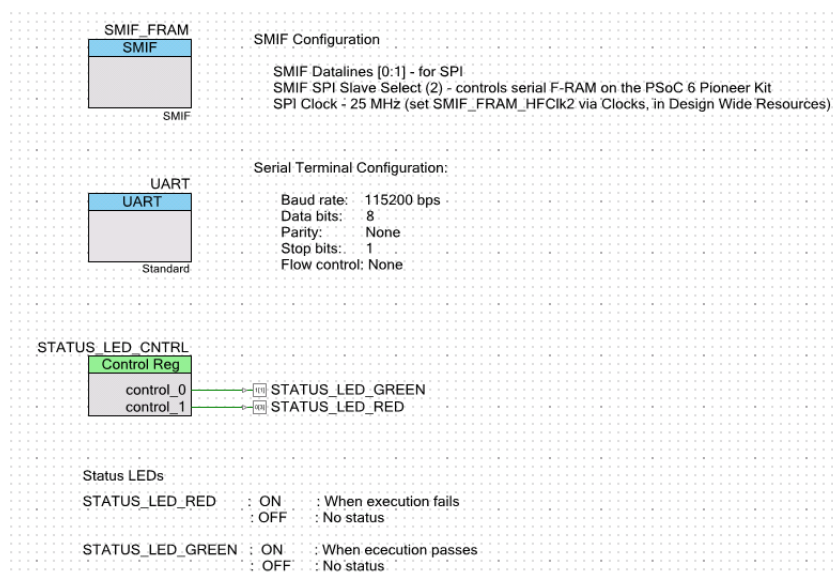 SMIF_FRAM
SMIF
SMIF
SMIF Configuration
SMIF Datalines [0:1] - for SPI
SMIF SPI Slave Select (2) - controls serial F-RAM on the PSoC 6 Pioneer Kit
SPI Clock - 25 MHz (set SMIF_FRAM_HFClk2 via Clocks, in Design Wide Resources)
UART
UART
Standard
Serial Terminal Configuration:
Baud rate: 115200 bps
Data bits: 8
Parity: None
Stop bits: 1
Flow control: None
STATUS_LED_CNTRL
Control Reg
control_0 STATUS_LED_GREEN
control_1 STATUS_LED_RED
Status LEDs
STATUS_LED_RED : ON : When execution fails
: OFF : No status
STATUS_LED_GREEN : ON : When ececution passes
: OFF : No status